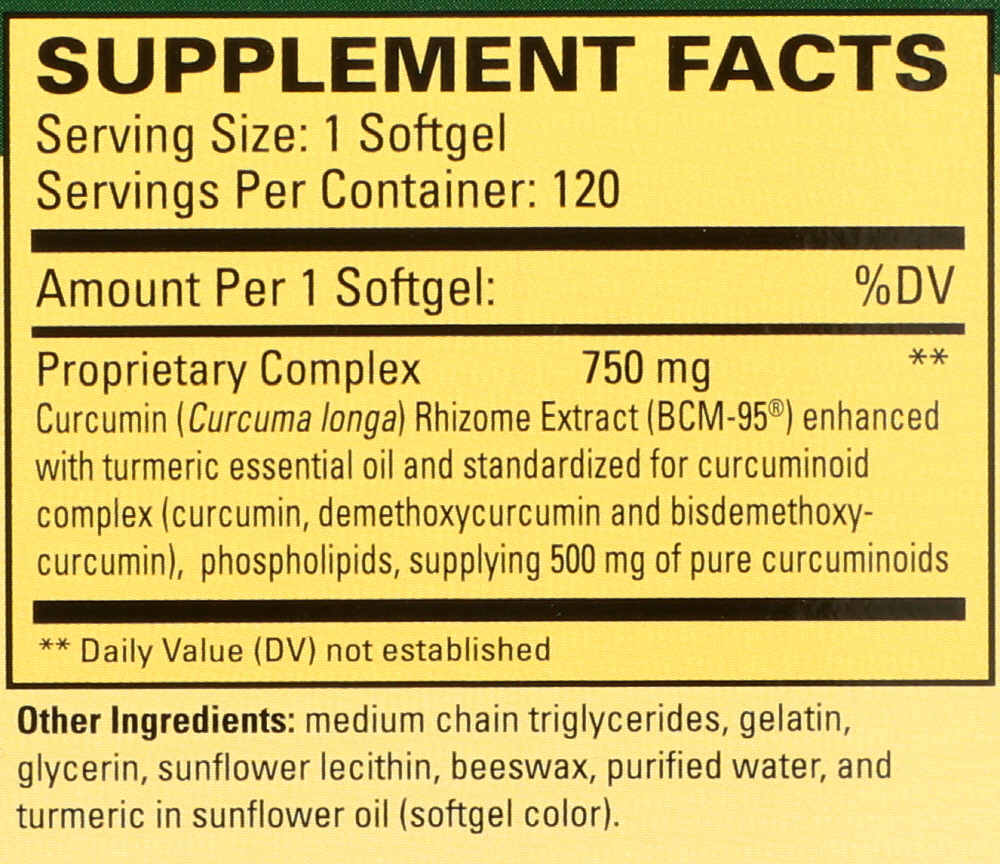 SUPPLEMENT FACTS
Serving Size: 1 Softgel
Servings Per Container: 120
Amount Per 1 Softgel: %DV
Proprietary Complex 750 mg **
Curcumin (Curcuma longa) Rhizome Extract (BCM-95®) enhanced
with turmeric essential oil and standardized for curcuminoid
complex (curcumin, demethoxycurcumin and bisdemethoxy-
curcumin), phospholipids, supplying 500 mg of pure curcuminoids
** Daily Value (DV) not established
Other Ingredients: medium chain triglycerides, gelatin,
glycerin, sunflower lecithin, beeswax, purified water, and
turmeric in sunflower oil (softgel color).